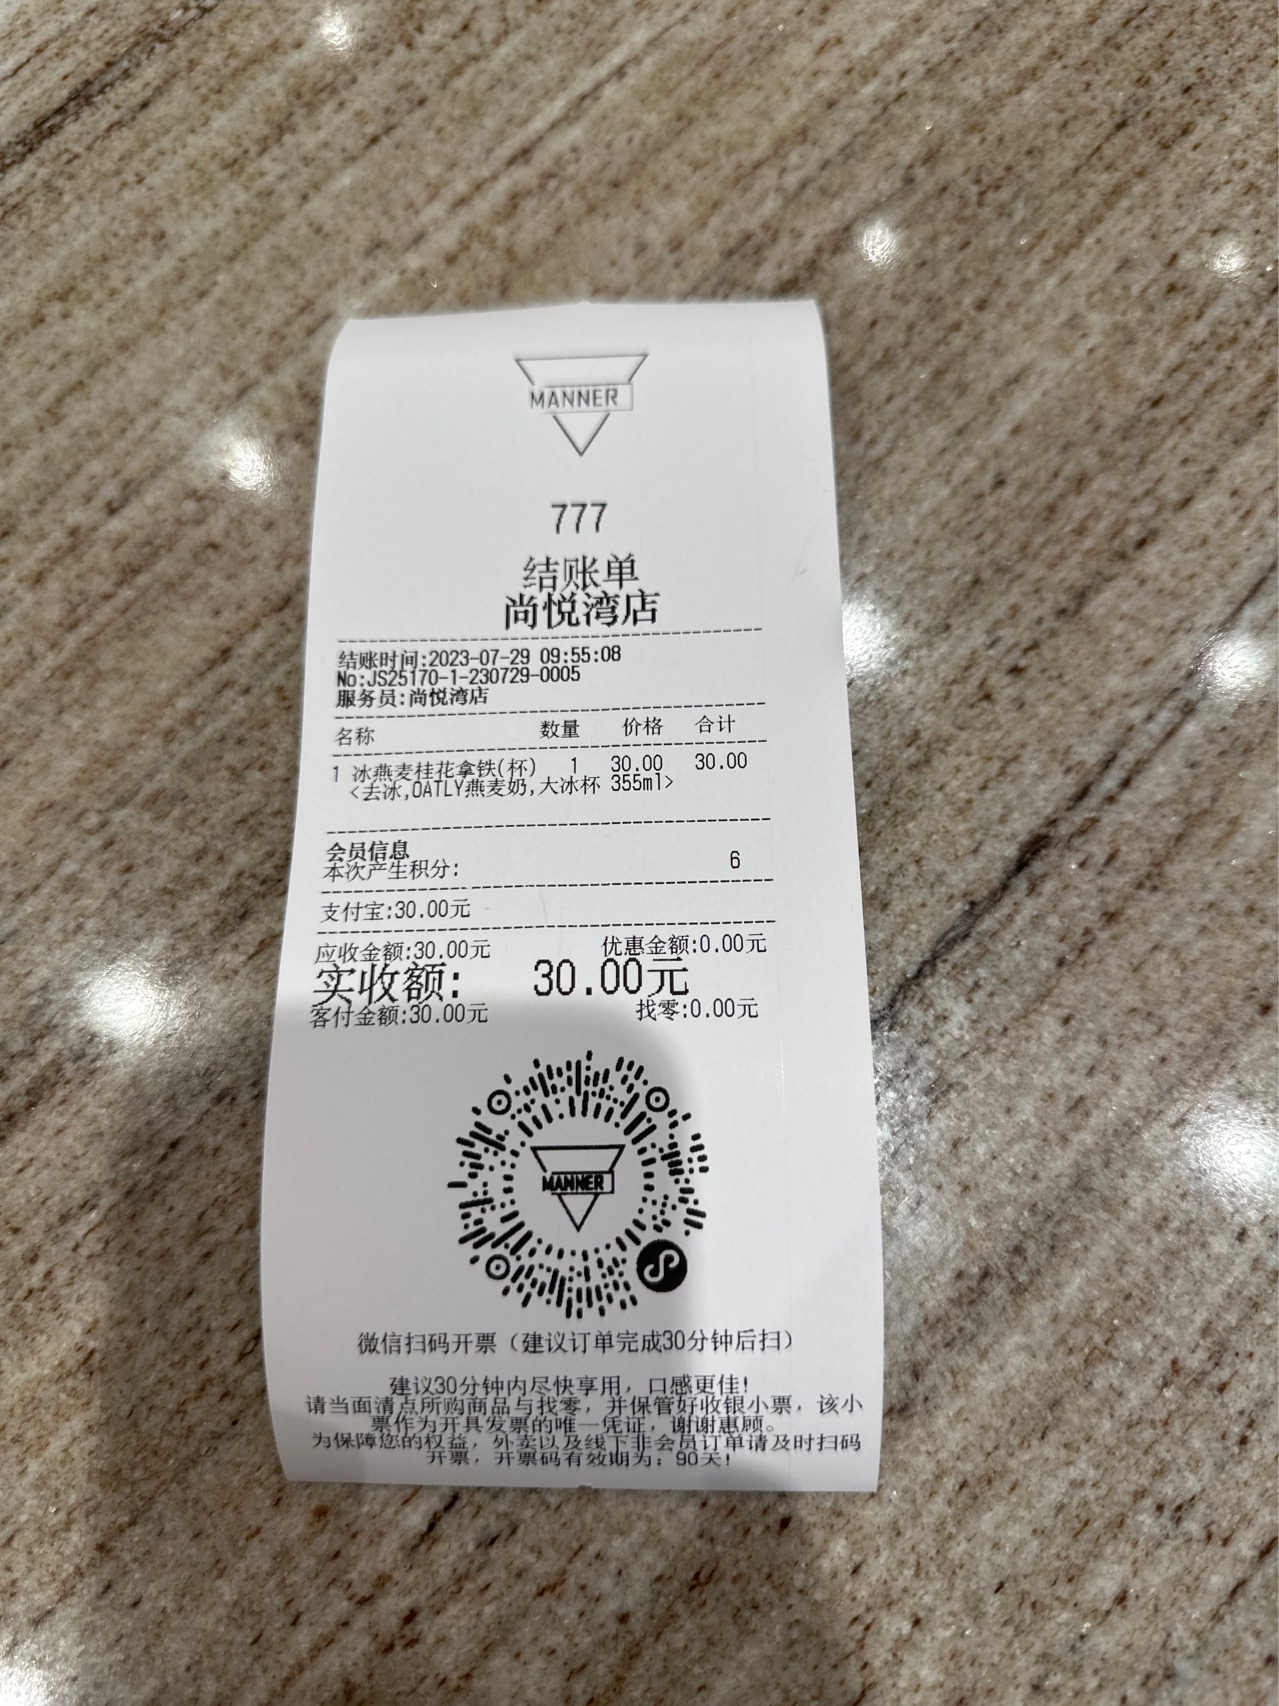 MANNER
777
结账单
尚悦湾店
结账时间:2023-07-29 09:55:08
No:JS25170-1-230729-0005
服务员:尚悦湾店
名称 数量 价格 合计
1 冰燕麦桂花拿铁(杯) 1 30.00 30.00
<去冰,OATLY燕麦奶,大冰杯 355ml>
会员信息
本次产生积分: 6
支付宝:30.00元
应收金额:30.00元 优惠金额:0.00元
实收额: 30.00元
客付金额:30.00元 找零:0.00元
MANNER
微信扫码开票（建议订单完成30分钟后扫）
建议30分钟内尽快享用，口感更佳！
请当面清点所购商品与找零，并保管好收银小票，该小
票作为开具发票的唯一凭证，谢谢惠顾。
为保障您的权益，外卖以及线下非会员订单请及时扫码
开票，开票码有效期为：90天！